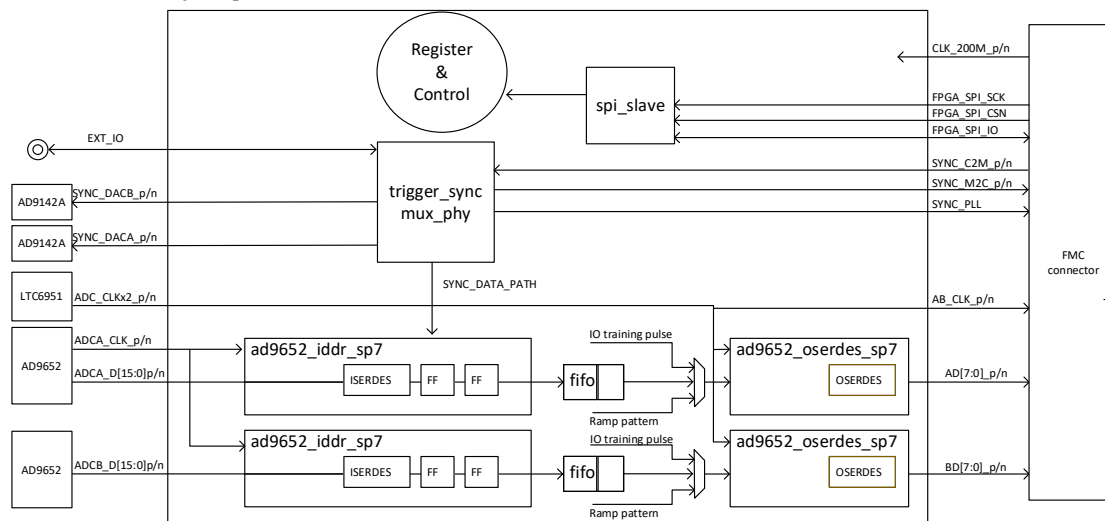 Register
&
Control
CLK_200M_p/n
spi_slave
FPGA_SPI_SCK
FPGA_SPI_CSN
FPGA_SPI_IO
EXT_IO
trigger_sync
mux_phy
SYNC_C2M_p/n
SYNC_M2C_p/n
SYNC_PLL
AD9142A
SYNC_DACB_p/n
AD9142A
SYNC_DACA_p/n
FMC
connector
LTC6951
ADC_CLKx2_p/n
SYNC_DATA_PATH
AB_CLK_p/n
AD9652
ADCA_CLK_p/n
ADCA_D[15:0]p/n
ad9652_iddr_sp7
ISERDES
FF
FF
fifo
IO training pulse
Ramp pattern
ad9652_oserdes_sp7
OSERDES
AD[7:0]_p/n
AD9652
ADCB_D[15:0]p/n
ad9652_iddr_sp7
ISERDES
FF
FF
fifo
IO training pulse
Ramp pattern
ad9652_oserdes_sp7
OSERDES
BD[7:0]_p/n